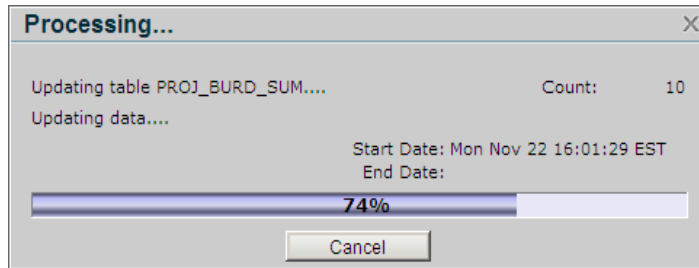 Processing...
X
Updating table PROJ_BURD_SUM.... Count: 10
Updating data....
Start Date: Mon Nov 22 16:01:29 EST
End Date:
74%
Cancel